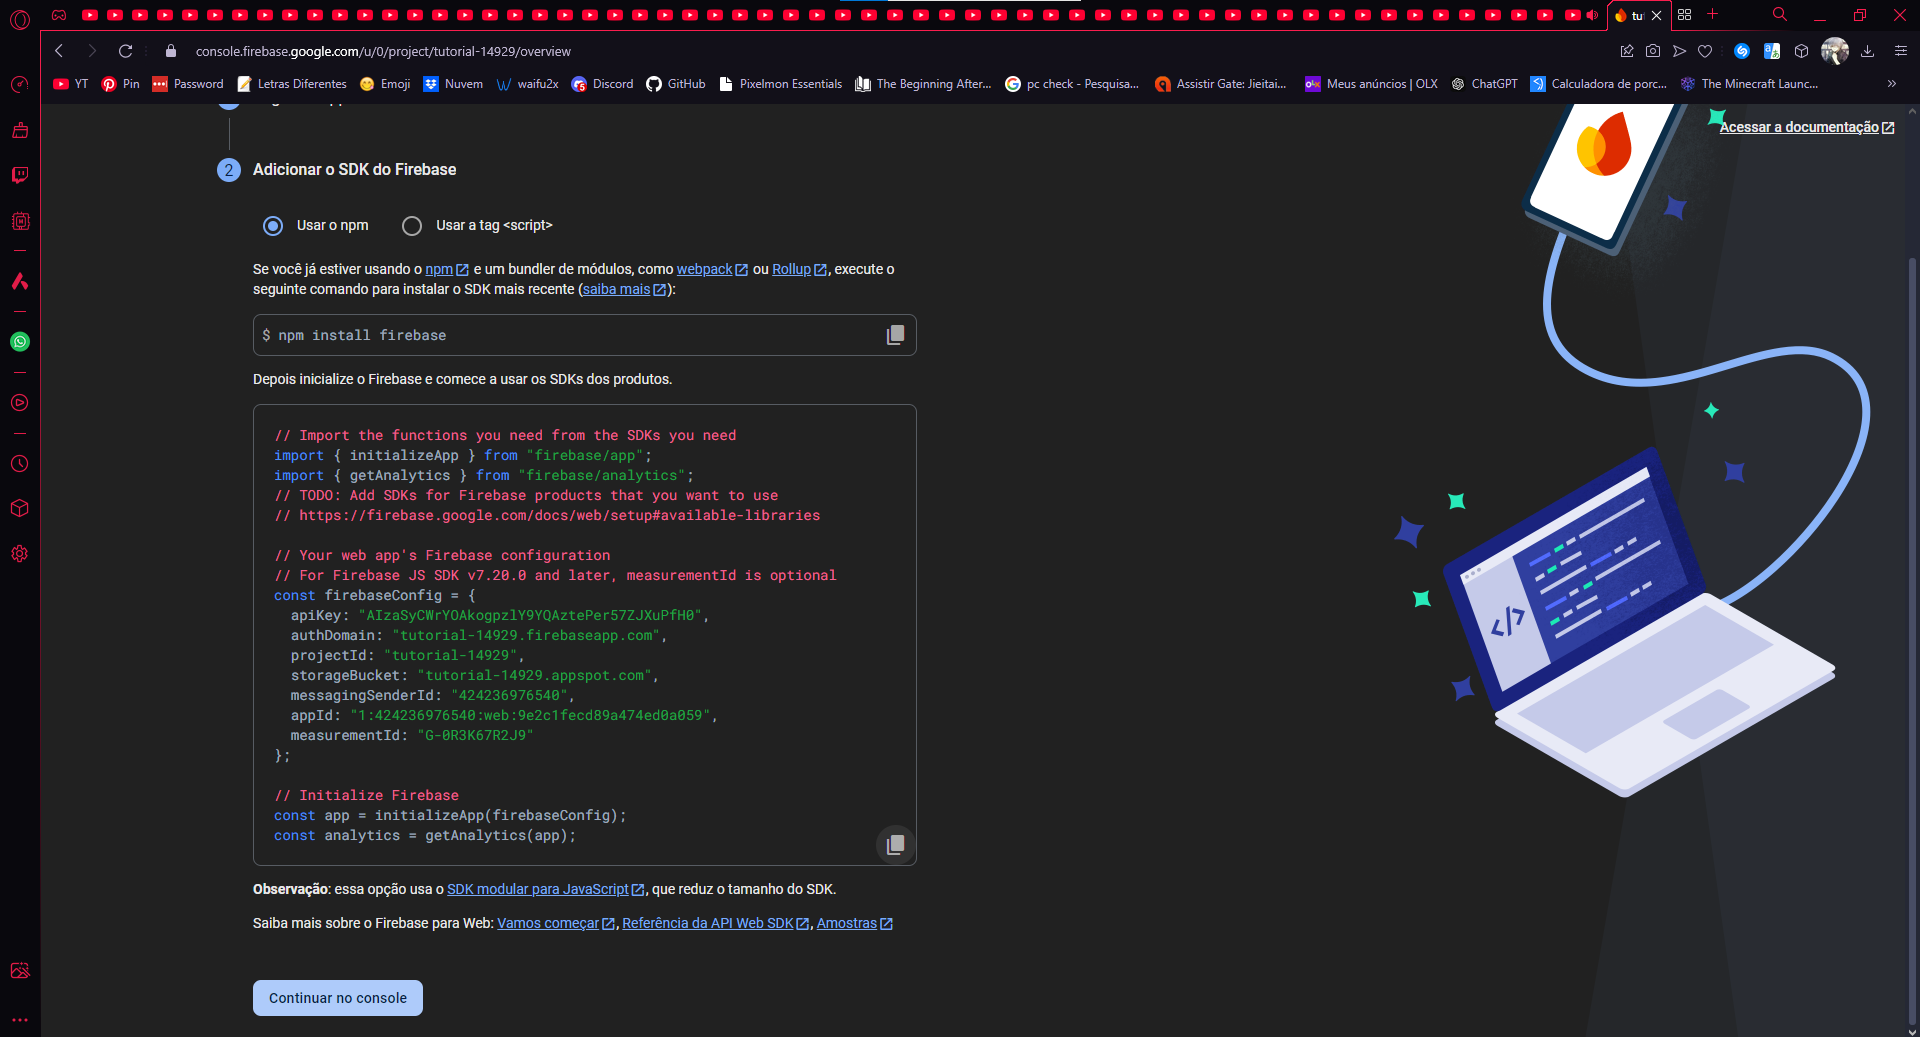 tu
console.firebase.google.com/u/0/project/tutorial-14929/overview
YT Pin Password Letras Diferentes Emoji Nuvem waifu2x Discord GitHub Pixelmon Essentials The Beginning After... pc check - Pesquisa... Assistir Gate: Jieitai... Meus anúncios | OLX ChatGPT Calculadora de porc... The Minecraft Launc...
Acessar a documentação
2 Adicionar o SDK do Firebase
Usar o npm Usar a tag <script>
Se você já estiver usando o npm e um bundler de módulos, como webpack ou Rollup, execute o
seguinte comando para instalar o SDK mais recente (saiba mais):
$ npm install firebase
Depois inicialize o Firebase e comece a usar os SDKs dos produtos.
// Import the functions you need from the SDKs you need
import { initializeApp } from "firebase/app";
import { getAnalytics } from "firebase/analytics";
// TODO: Add SDKs for Firebase products that you want to use
// https://firebase.google.com/docs/web/setup#available-libraries
// Your web app's Firebase configuration
// For Firebase JS SDK v7.20.0 and later, measurementId is optional
const firebaseConfig = {
apiKey: "AIzaSyCWrYOAkogpzlY9YQAztePer57ZJXuPfH0",
authDomain: "tutorial-14929.firebaseapp.com",
projectId: "tutorial-14929",
storageBucket: "tutorial-14929.appspot.com",
messagingSenderId: "424236976540",
appId: "1:424236976540:web:9e2c1fecd89a474ed0a059",
measurementId: "G-0R3K67R2J9"
};
// Initialize Firebase
const app = initializeApp(firebaseConfig);
const analytics = getAnalytics(app);
Observação: essa opção usa o SDK modular para JavaScript, que reduz o tamanho do SDK.
Saiba mais sobre o Firebase para Web: Vamos começar, Referência da API Web SDK, Amostras
Continuar no console